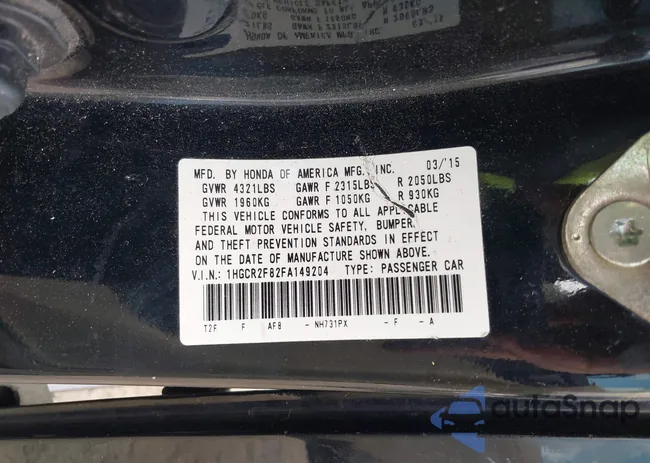 MFD. BY HONDA OF AMERICA MFG. INC. 03/'15
GVWR 4321LBS GAWR F 2315LBS R 2050LBS
GVWR 1960KG GAWR F 1050KG R 930KG
THIS VEHICLE CONFORMS TO ALL APPLICABLE
FEDERAL MOTOR VEHICLE SAFETY, BUMPER,
AND THEFT PREVENTION STANDARDS IN EFFECT
ON THE DATE OF MANUFACTURE SHOWN ABOVE.
V.I.N.: 1HGCR2F82FA149204 TYPE: PASSENGER CAR
T2F F AF8 - NH731PX - F - A
autoSnap